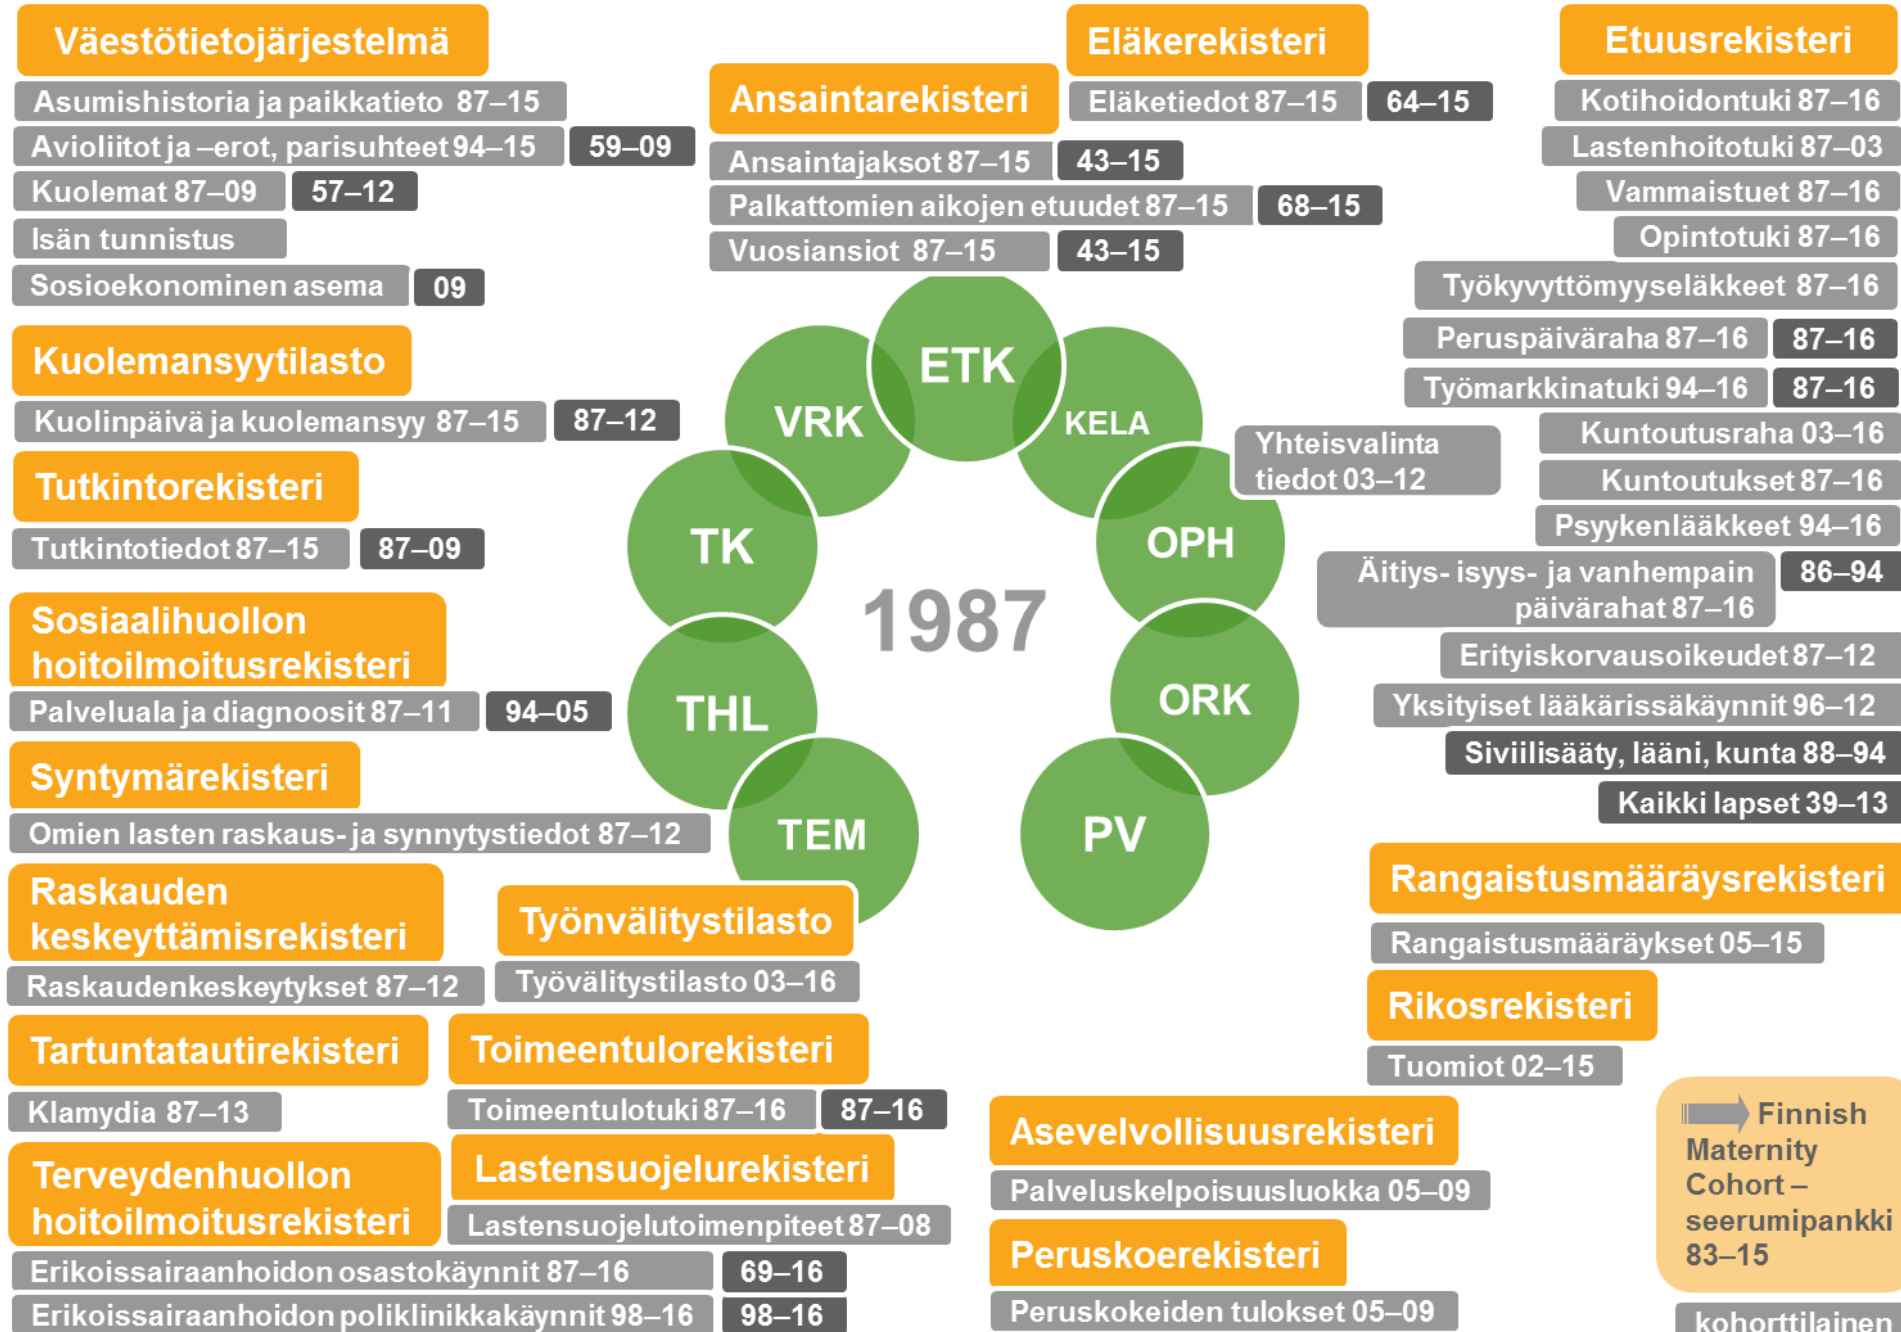 Väestötietojärjestelmä
Asumishistoria ja paikkatieto 87–15
Avioliitot ja –erot, parisuhteet 94–15 59–09
Kuolemat 87–09 57–12
Isän tunnistus
Sosioekonominen asema 09
Kuolemansyytilasto
Kuolinpäivä ja kuolemansyy 87–15 87–12
Tutkintorekisteri
Tutkintotiedot 87–15 87–09
Sosiaalihuollon
hoitoilmoitusrekisteri
Palveluala ja diagnoosit 87–11 94–05
Syntymärekisteri
Omien lasten raskaus- ja synnytystiedot 87–12
Raskauden
keskeyttämisrekisteri
Raskaudenkeskeytykset 87–12
Tartuntatautirekisteri
Klamydia 87–13
Terveydenhuollon
hoitoilmoitusrekisteri
Erikoissairaanhoidon osastokäynnit 87–16 69–16
Erikoissairaanhoidon poliklinikkakäynnit 98–16 98–16
Työnvälitystilasto
Työvälitystilasto 03–16
Toimeentulorekisteri
Toimeentulotuki 87–16 87–16
Lastensuojelurekisteri
Lastensuojelutoimenpiteet 87–08
Ansaintarekisteri
Ansaintajaksot 87–15 43–15
Palkattomien aikojen etuudet 87–15 68–15
Vuosiansiot 87–15 43–15
Eläkerekisteri
Eläketiedot 87–15 64–15
ETK
VRK
KELA
TK
OPH
1987
THL
ORK
TEM
PV
Yhteisvalinta
tiedot 03–12
Etuusrekisteri
Kotihoidontuki 87–16
Lastenhoitotuki 87–03
Vammaistuet 87–16
Opintotuki 87–16
Työkyvyttömyyseläkkeet 87–16
Peruspäiväraha 87–16 87–16
Työmarkkinatuki 94–16 87–16
Kuntoutusraha 03–16
Kuntoutukset 87–16
Psyykenlääkkeet 94–16
Äitiys- isyys- ja vanhempain 86–94
päivärahat 87–16
Erityiskorvausoikeudet 87–12
Yksityiset lääkärissäkäynnit 96–12
Siviilisääty, lääni, kunta 88–94
Kaikki lapset 39–13
Rangaistusmääräysrekisteri
Rangaistusmääräykset 05–15
Rikosrekisteri
Tuomiot 02–15
Asevelvollisuusrekisteri
Palveluskelpoisuusluokka 05–09
Peruskoerekisteri
Peruskokeiden tulokset 05–09
Finnish
Maternity
Cohort –
seerumipankki
83–15
kohorttilainen